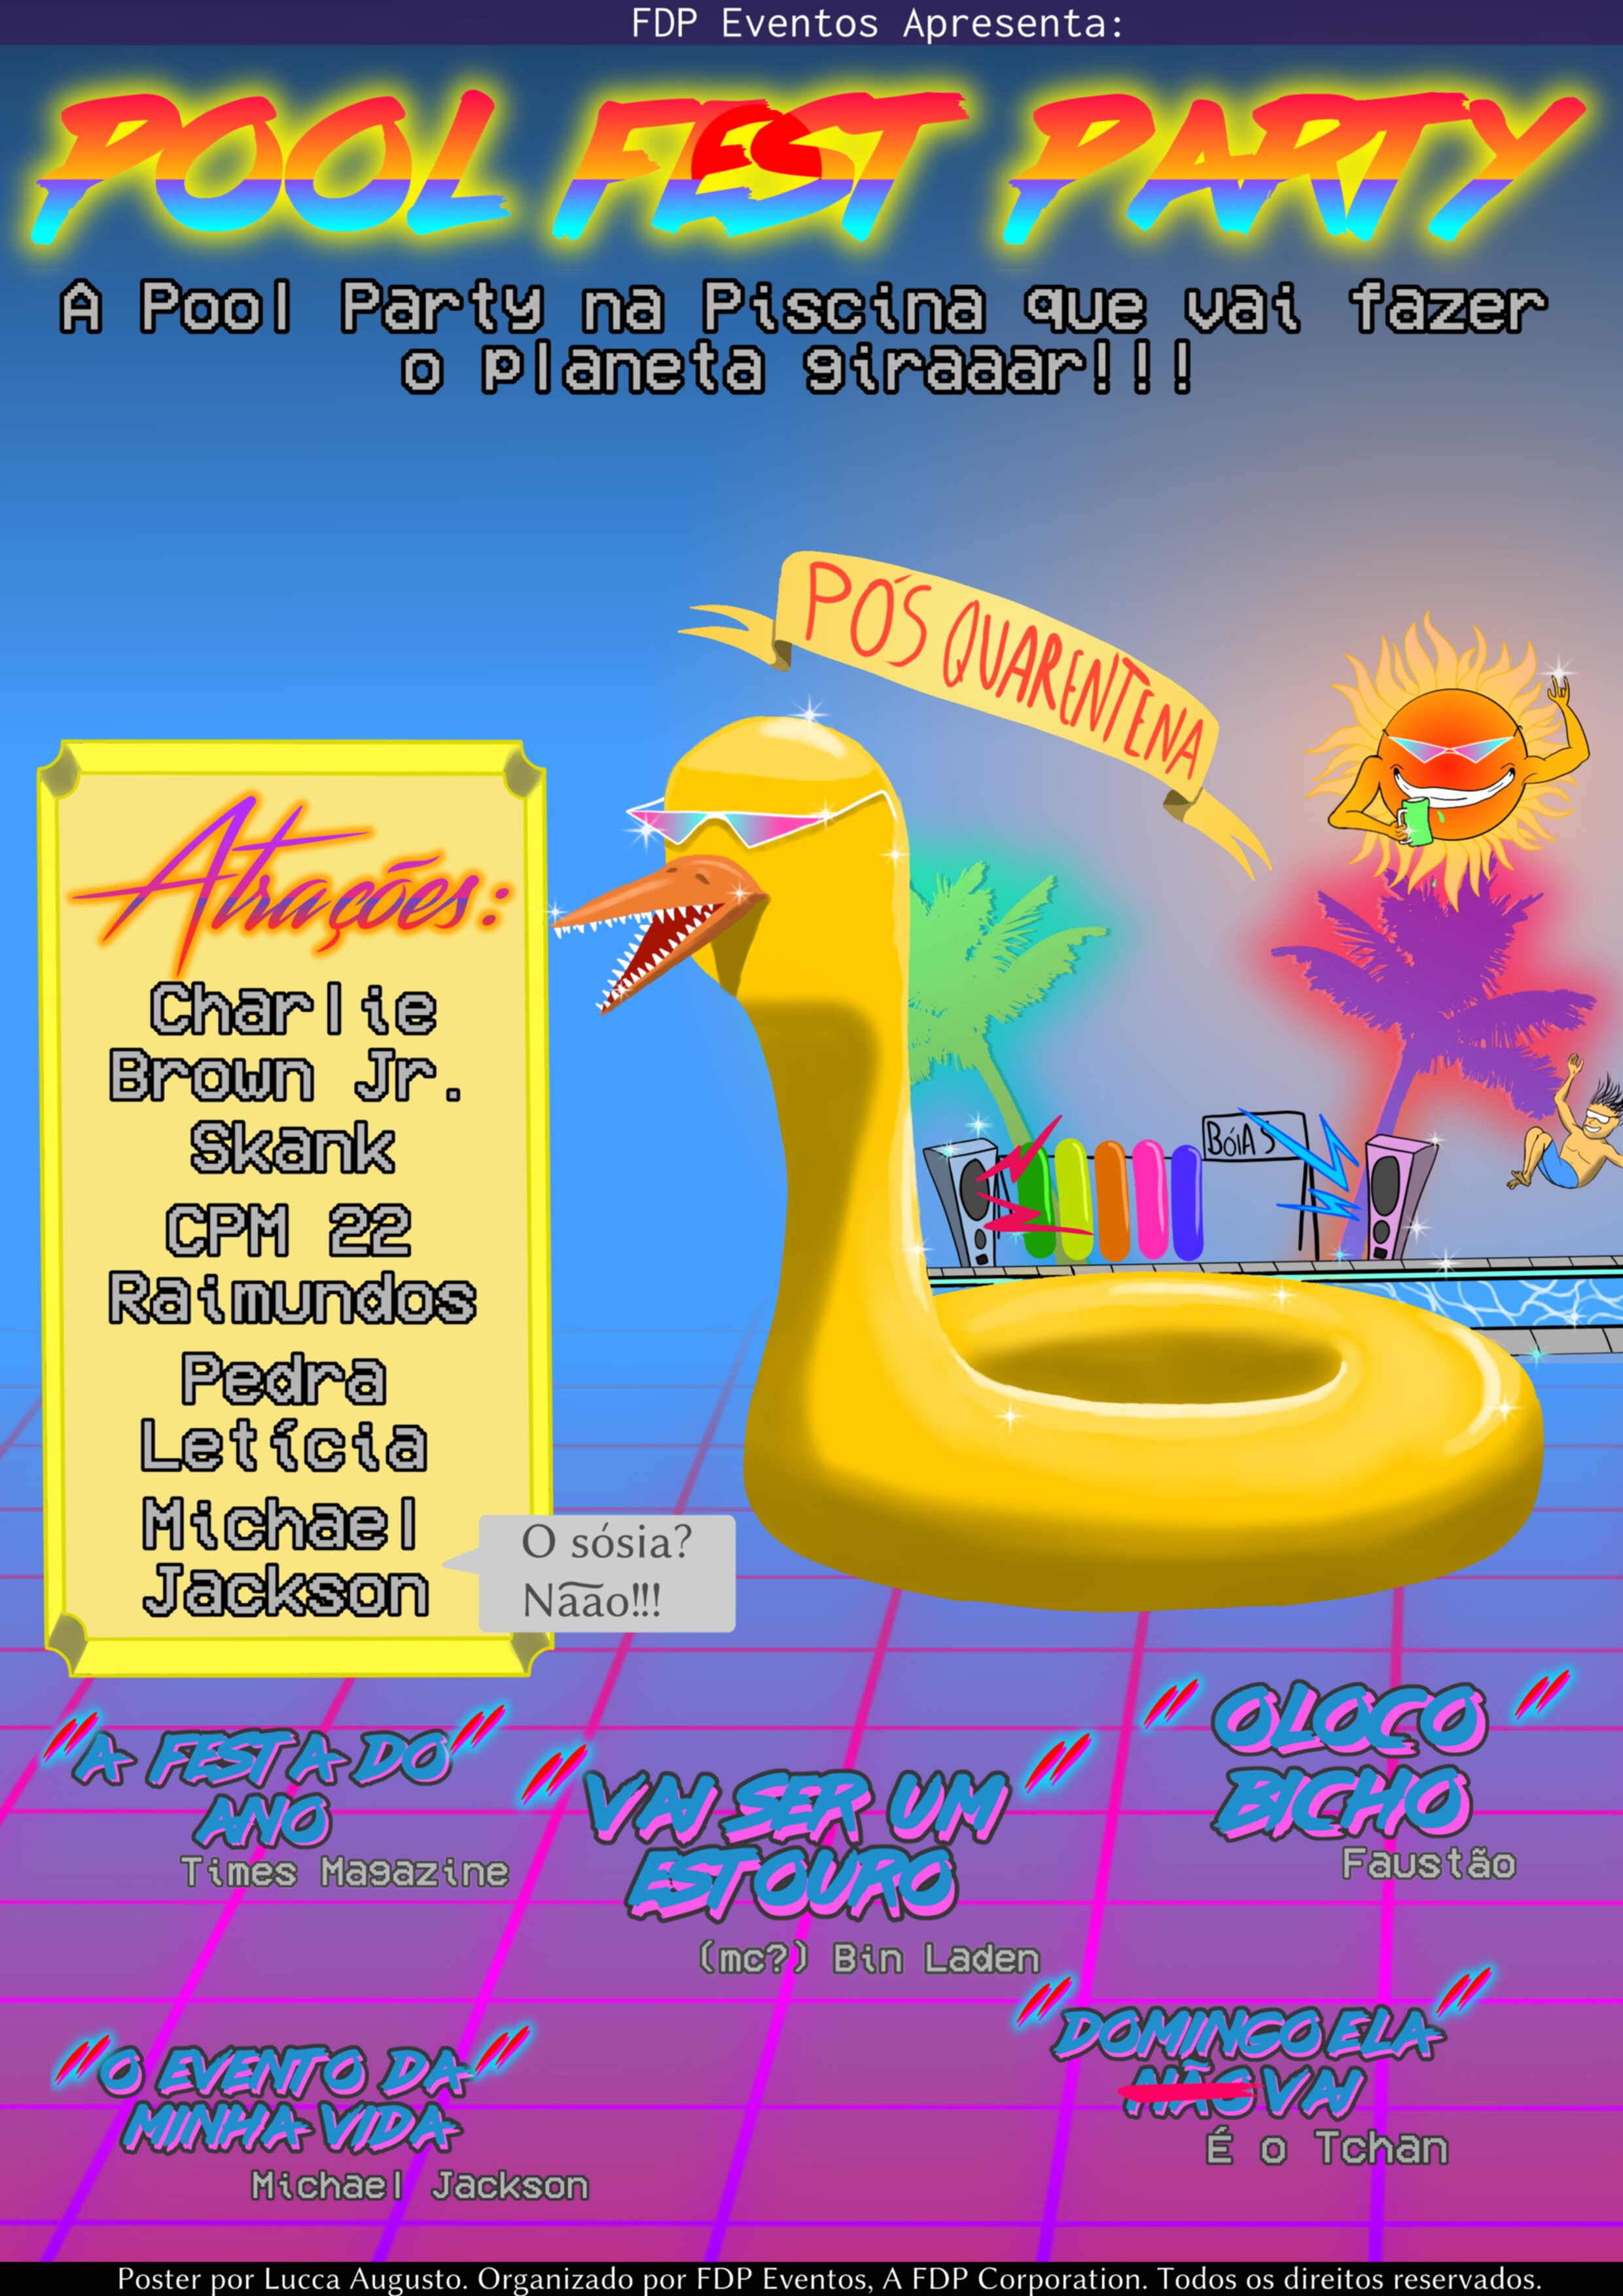 FDP Eventos Apresenta:
POOL FEST PARTY
A Pool Party na Piscina que vai fazer
o planeta giraaar!!!
PÓS QUARENTENA
Atrações:
Charlie
Brown Jr.
Skank
CPM 22
Raimundos
Pedra
Letícia
Michael
Jackson
O sósia?
Nãão!!!
BÓIAS
"A FESTA DO
ANO"
Times Magazine
"VAI SER UM
ESTOURO"
(mc?) Bin Laden
"OLOCO
BICHO"
Faustão
"O EVENTO DA
MINHA VIDA"
Michael Jackson
"DOMINGO ELA
NÃO VAI"
É o Tchan
Poster por Lucca Augusto. Organizado por FDP Eventos, A FDP Corporation. Todos os direitos reservados.